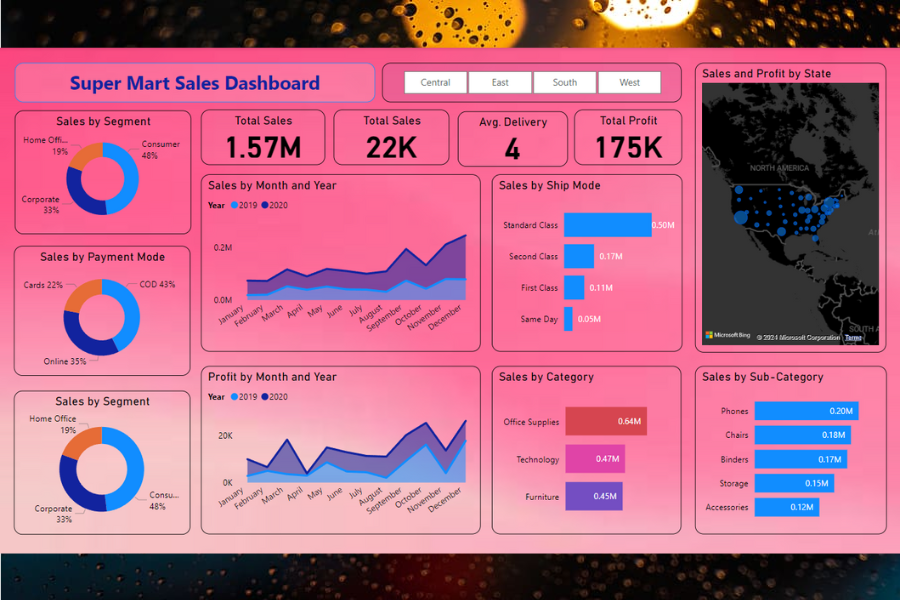 Super Mart Sales Dashboard
Central
East
South
West
Sales and Profit by State
NORTH AMERICA
SOUTH A
Microsoft Bing
© 2024 Microsoft Corporation
Terms
Sales by Segment
Home Offi...
19%
Consumer
48%
Corporate
33%
Total Sales
1.57M
Total Sales
22K
Avg. Delivery
4
Total Profit
175K
Sales by Month and Year
Year 2019 2020
0.2M
0.0M
January
February
March
April
May
June
July
August
September
October
November
December
Sales by Ship Mode
Standard Class
0.50M
Second Class
0.17M
First Class
0.11M
Same Day
0.05M
Sales by Payment Mode
Cards 22%
COD 43%
Online 35%
Sales by Segment
Home Office
19%
Consu...
48%
Corporate
33%
Profit by Month and Year
Year 2019 2020
20K
0K
January
February
March
April
May
June
July
August
September
October
November
December
Sales by Category
Office Supplies
0.64M
Technology
0.47M
Furniture
0.45M
Sales by Sub-Category
Phones
0.20M
Chairs
0.18M
Binders
0.17M
Storage
0.15M
Accessories
0.12M